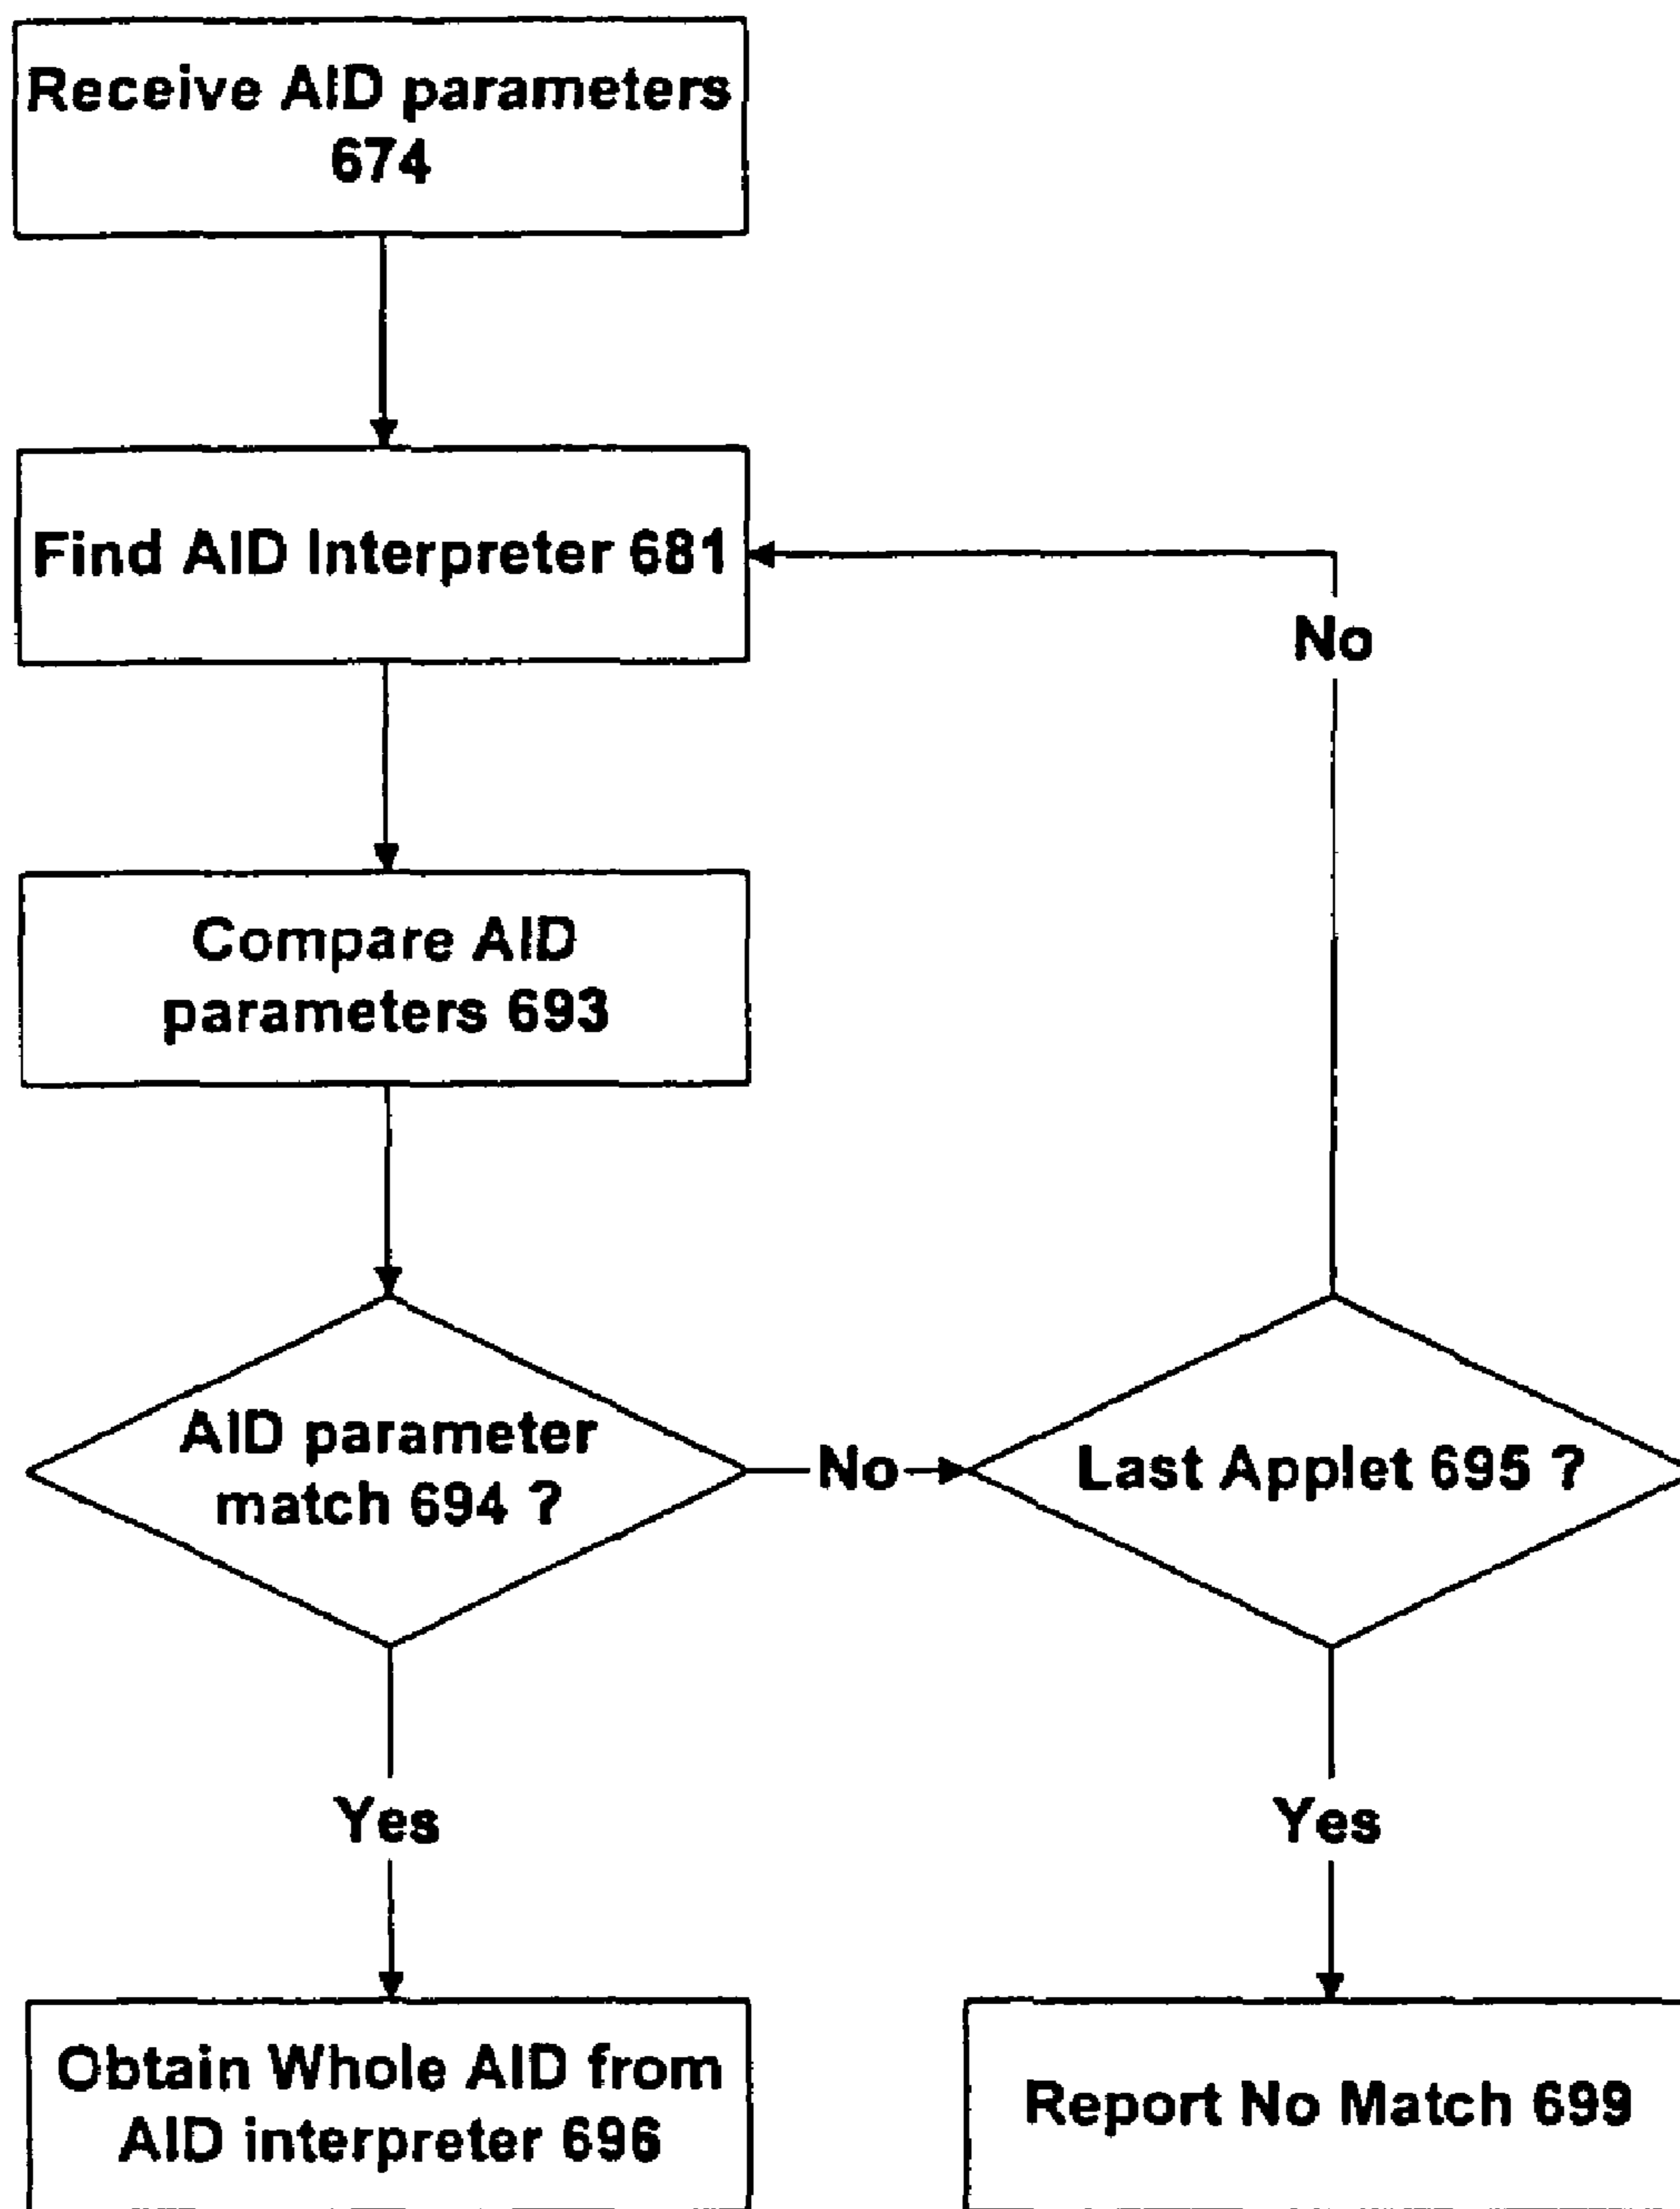 Receive AID parameters
674
Find AID Interpreter 681
No
Compare AID
parameters 693
AID parameter
match 694 ?
No
Last Applet 695 ?
Yes
Yes
Obtain Whole AID from
AID interpreter 696
Report No Match 699